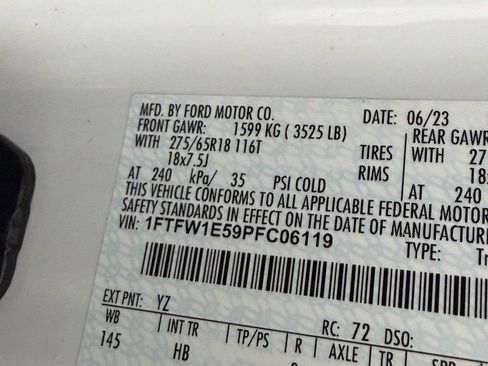 MFD. BY FORD MOTOR CO. DATE: 06/23
FRONT GAWR: 1599 KG ( 3525 LB) REAR GAWR
WITH 275/65R18 116T TIRES WITH 27
18x7.5J RIMS 18x
AT 240 kPa/ 35 PSI COLD AT 240
THIS VEHICLE CONFORMS TO ALL APPLICABLE FEDERAL MOTOR
SAFETY STANDARDS IN EFFECT ON THE DATE OF MANUFACTUR
VIN: 1FTFW1E59PFC06119 TYPE:
EXT PNT: YZ RC: 72 DSO:
WB INT TR TP/PS R AXLE TR
145 HB